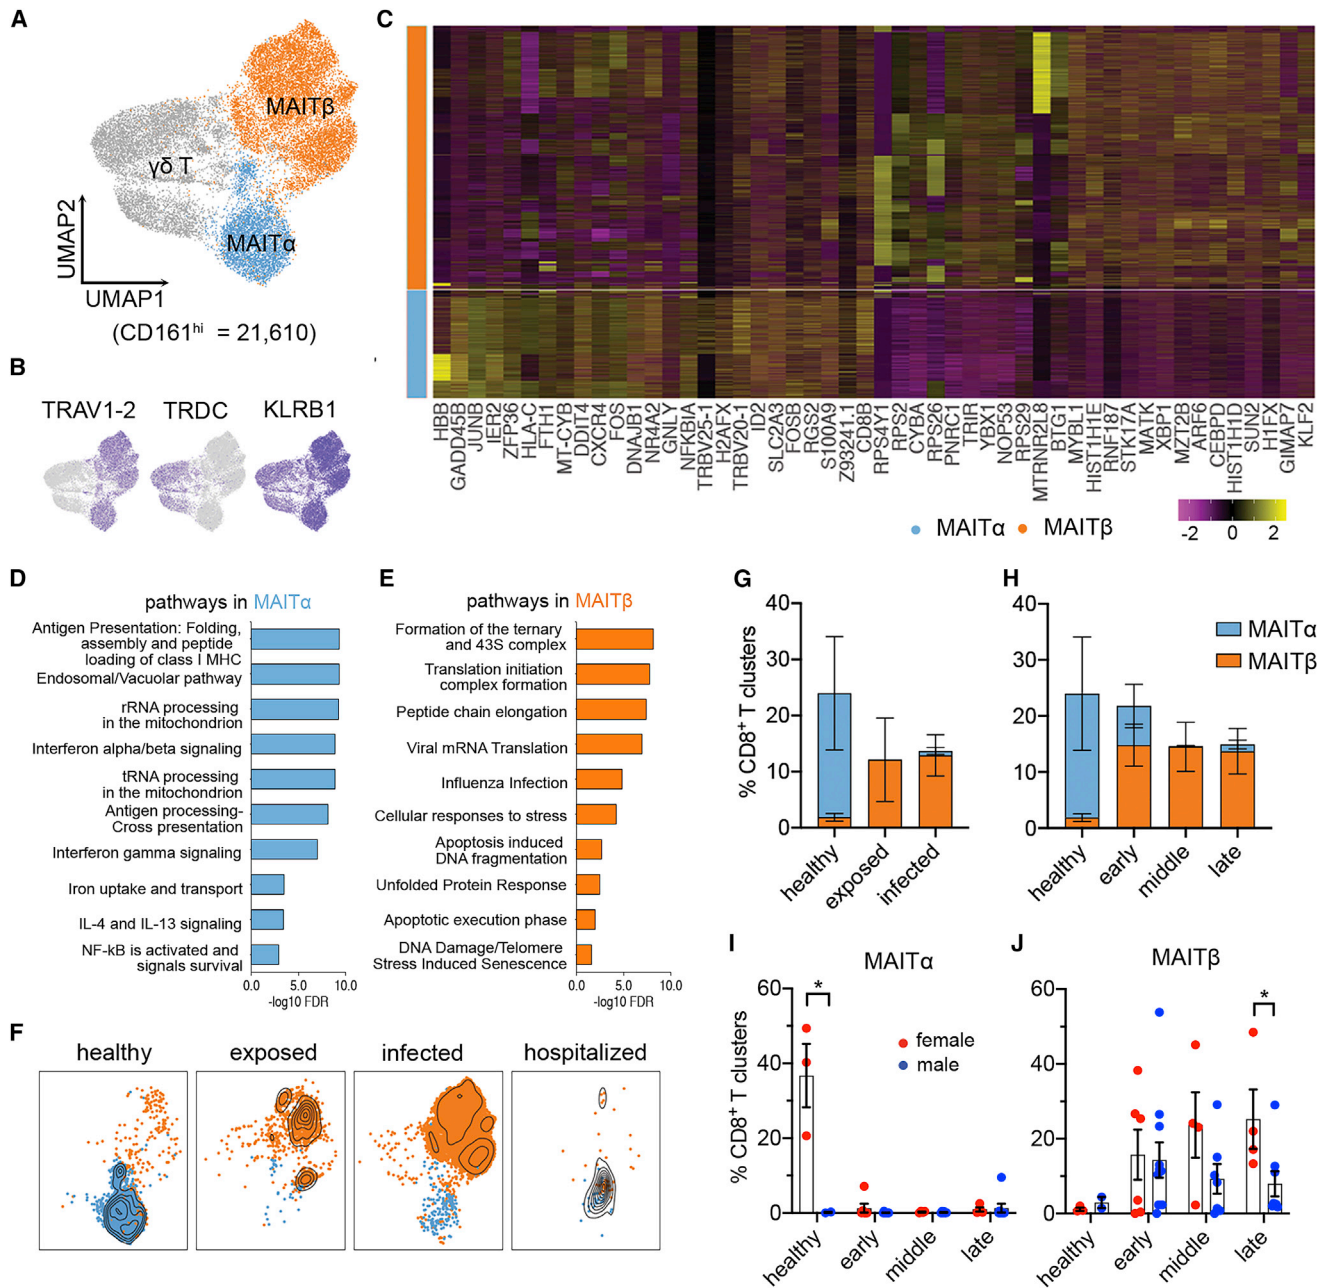 A
MAITβ
γδ T
MAITα
UMAP2
UMAP1
(CD161hi = 21,610)
B
TRAV1-2 TRDC KLRB1
C
HBB
GADD45B
JUNB
IER2
ZFP36
HLA-C
FTH1
MT-CYB
DDIT4
CXCR4
FOS
DNAJB1
NR4A2
GNLY
NFKBIA
TRBV25-1
H2AFX
TRBV20-1
ID2
SLC2A3
FOSB
RGS2
S100A9
Z93241.1
CD8B
RPS4Y1
RPS2
CYBA
RPS26
PNRC1
TRIR
YBX1
NOP53
RPS29
MTRNR2L8
BTG1
MYBL1
HIST1H1E
RNF187
STK17A
MATK
XBP1
MZT2B
ARF6
CEBPD
HIST1H1D
SUN2
H1FX
GIMAP7
KLF2
MAITα MAITβ
-2 0 2
D
pathways in MAITα
Antigen Presentation: Folding,
assembly and peptide
loading of class I MHC
Endosomal/Vacuolar pathway
rRNA processing
in the mitochondrion
Interferon alpha/beta signaling
tRNA processing
in the mitochondrion
Antigen processing-
Cross presentation
Interferon gamma signaling
Iron uptake and transport
IL-4 and IL-13 signaling
NF-kB is activated and
signals survival
0.0 5.0 10.0
-log10 FDR
E
pathways in MAITβ
Formation of the ternary
and 43S complex
Translation initiation
complex formation
Peptide chain elongation
Viral mRNA Translation
Influenza Infection
Cellular responses to stress
Apoptosis induced
DNA fragmentation
Unfolded Protein Response
Apoptotic execution phase
DNA Damage/Telomere
Stress Induced Senescence
0.0 5.0 10.0
-log10 FDR
F
healthy exposed infected hospitalized
G
% CD8+ T clusters
40
30
20
10
0
healthy
exposed
infected
H
40
30
20
10
0
healthy
early
middle
late
MAITα
MAITβ
I
MAITα
% CD8+ T clusters
60
40
20
0
*
female
male
healthy
early
middle
late
J
MAITβ
60
40
20
0
*
healthy
early
middle
late